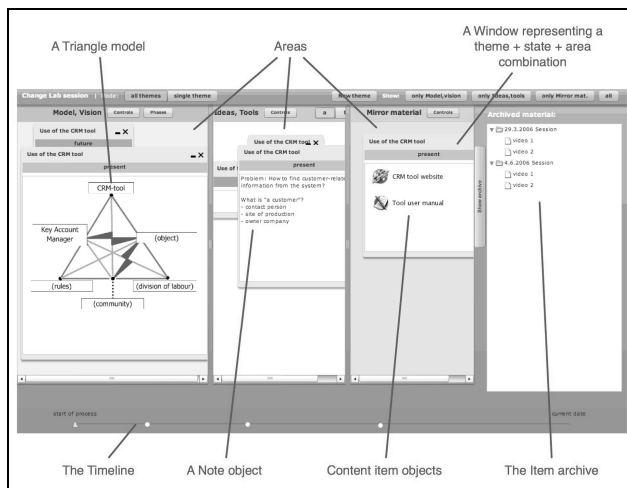 A Triangle model
Areas
A Window representing a
theme + state + area
combination
Change Lab session
all themes
single theme
New theme
Show:
only Model,vision
only Ideas,tools
only Mirror mat.
all
Model, Vision
Controls
Phases
Ideas, Tools
Controls
Mirror material
Controls
Archived material:
Use of the CRM tool
future
Use of the CRM tool
present
CRM-tool
Key Account
Manager
(object)
(rules)
(division of labour)
(community)
Use of the CRM tool
Use of the CRM tool
present
Problem: How to find customer-relate
information from the system?
What is "a customer"?
- contact person
- site of production
- owner company
Use of the CRM tool
present
CRM tool website
Tool user manual
Show archive
29.3.2006 Session
video 1
video 2
4.6.2006 Session
video 1
video 2
start of process
current date
The Timeline
A Note object
Content item objects
The Item archive